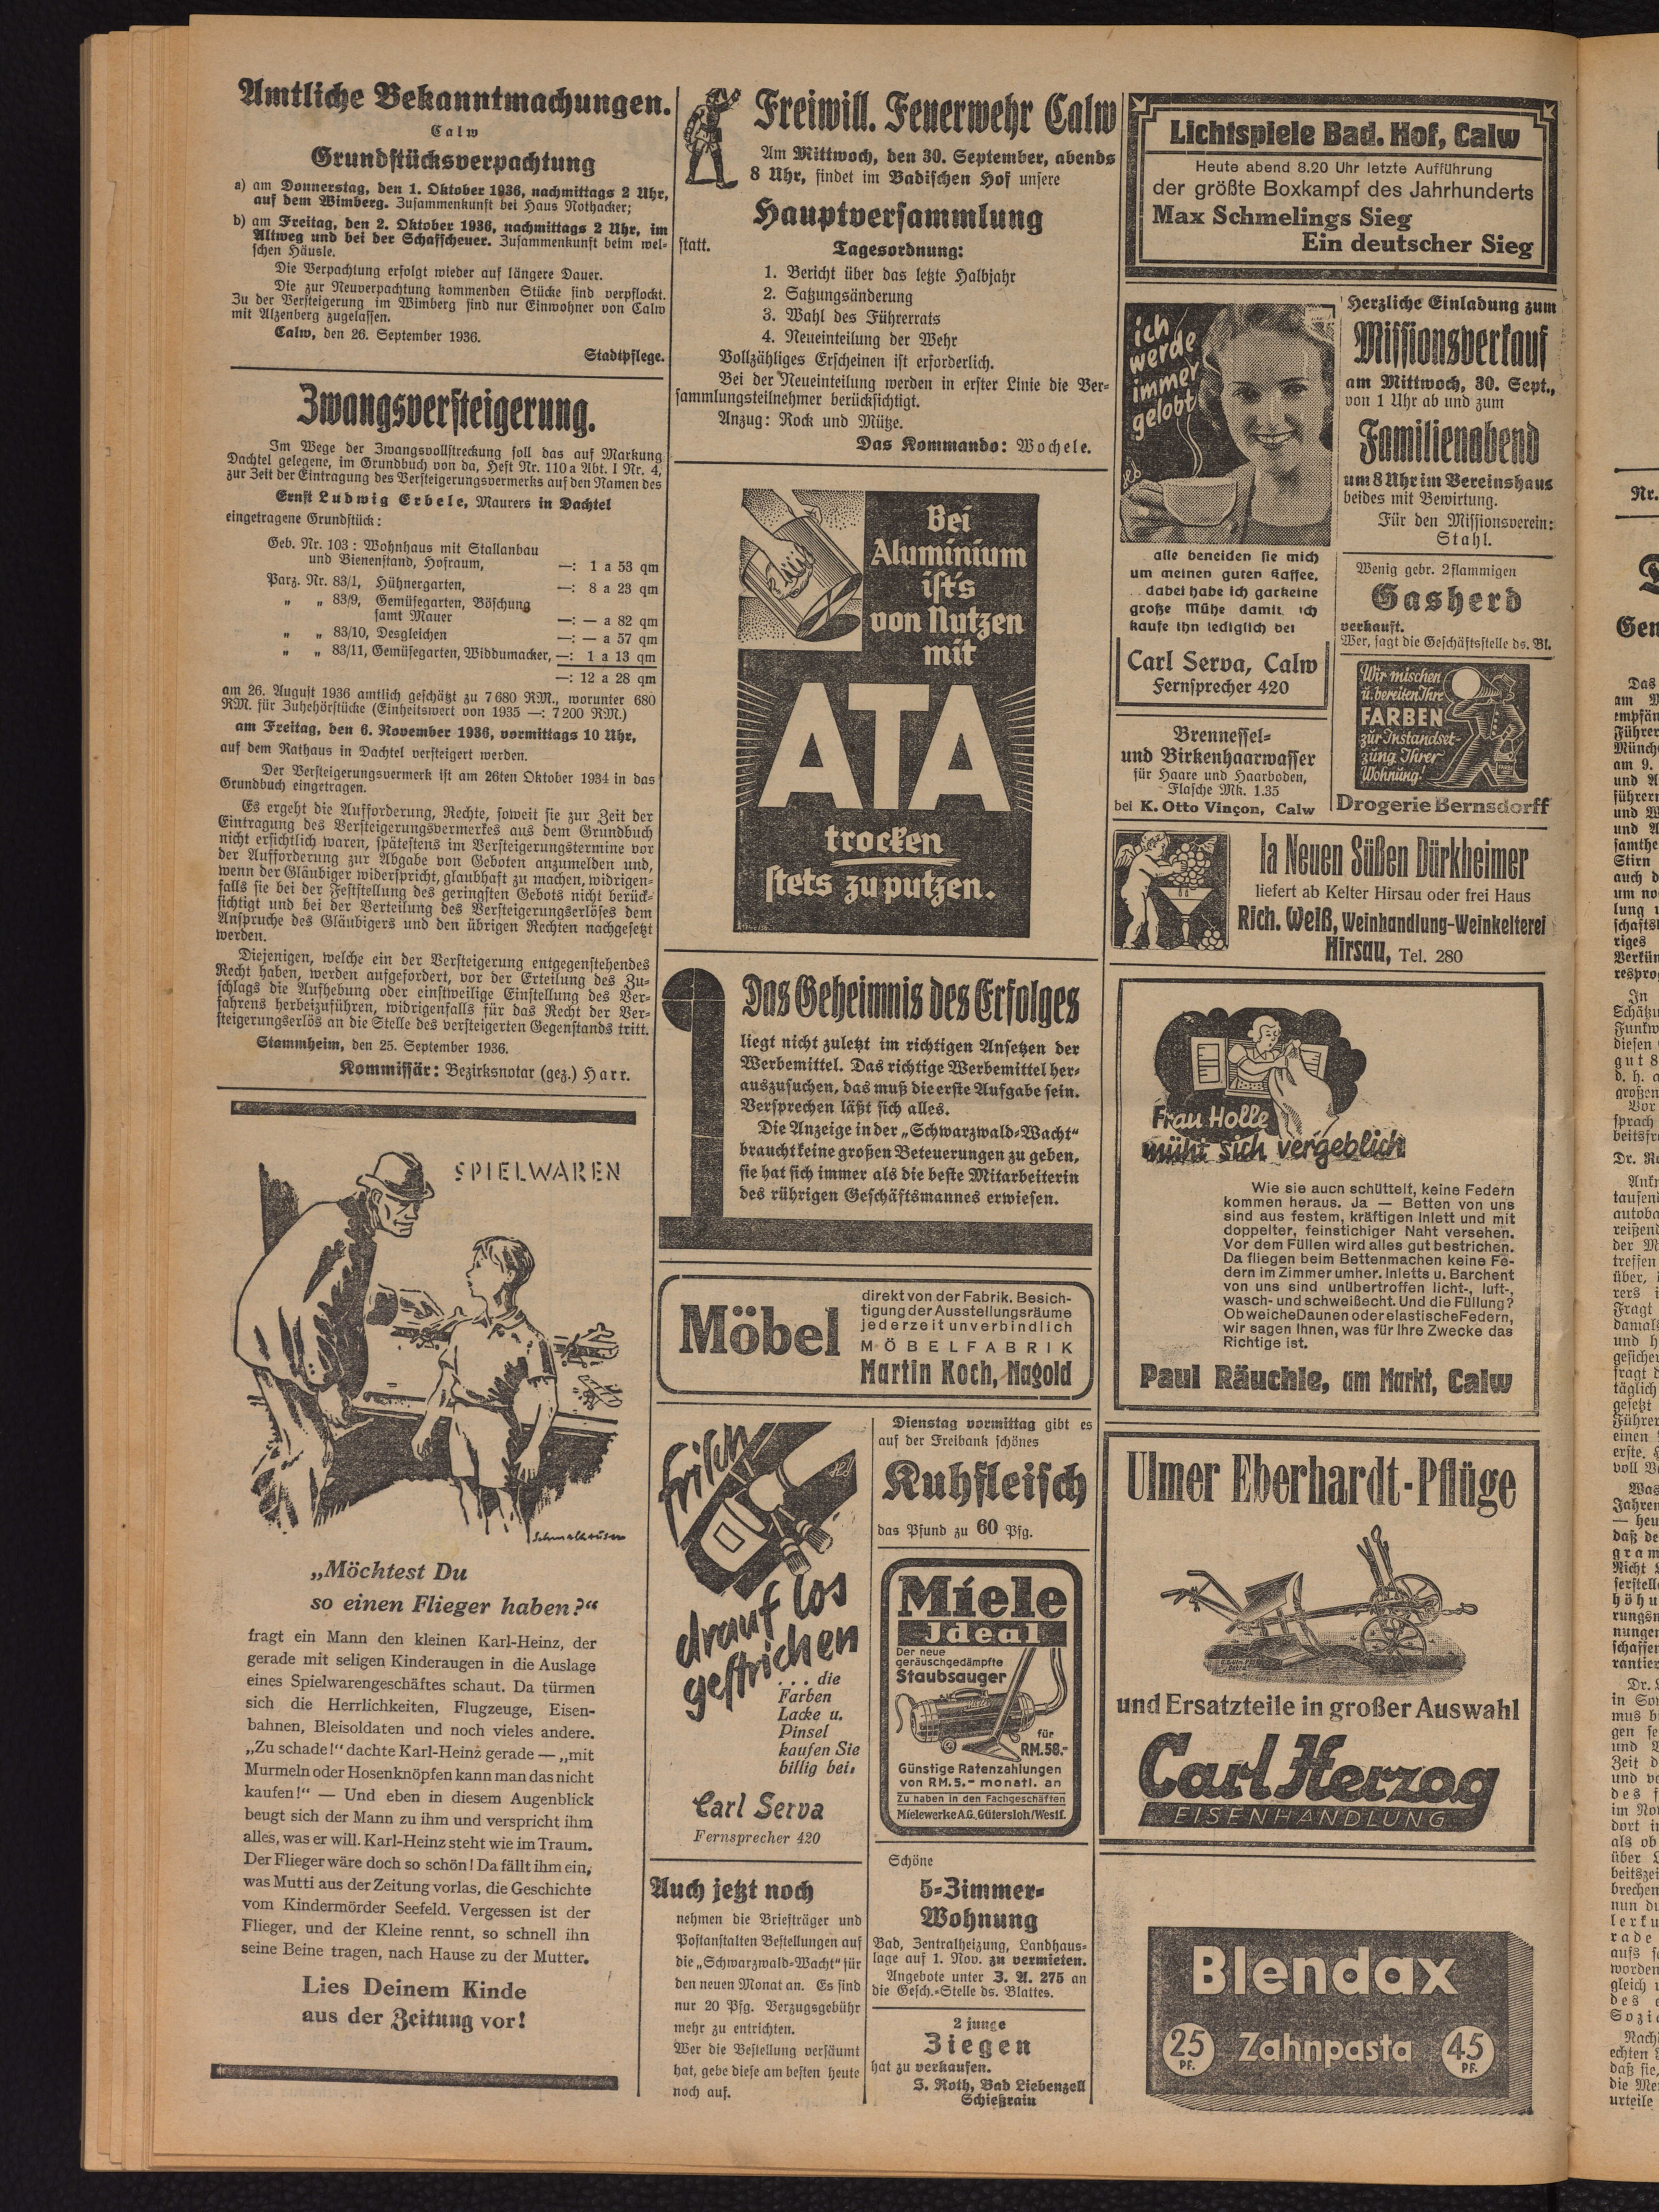 Amtliche Bekanntmachungen.
Calw
Grundstücksverpachtung
a) am Donnerstag, den 1. Oktober 1936, nachmittags 2 Uhr,
auf dem Wimberg. Zusammenkunft bei Haus Rothacker;
b) am Freitag, den 2. Oktober 1936, nachmittags 2 Uhr, im
Altweg und bei der Schafscheuer. Zusammenkunft beim wel-
schen Häusle.
Die Verpachtung erfolgt wieder auf längere Dauer.
Die zur Neuverpachtung kommenden Stücke sind verpflockt.
Zu der Versteigerung im Wimberg sind nur Einwohner von Calw
mit Alzenberg zugelassen.
Calw, den 26. September 1936.
Stadtpflege.
Zwangsversteigerung.
Im Wege der Zwangsvollstreckung soll das auf Markung
Dachtel gelegene, im Grundbuch von da, Heft Nr. 110a Abt. I Nr. 4,
zur Zeit der Eintragung des Versteigerungsvermerks auf den Namen des
Ernst Ludwig Erbele, Maurers in Dachtel
eingetragene Grundstück:
Geb. Nr. 103: Wohnhaus mit Stallanbau
und Bienenstand, Hofraum, —: 1 a 53 qm
Parz. Nr. 83/1, Hühnergarten, —: 8 a 23 qm
„ „ 83/9, Gemüsegarten, Böschung
samt Mauer —: — a 82 qm
„ „ 83/10, Desgleichen —: — a 57 qm
„ „ 83/11, Gemüsegarten, Widdumacker, —: 1 a 13 qm
—: 12 a 28 qm
am 26. August 1936 amtlich geschätzt zu 7680 RM., worunter 680
RM. für Zubehörstücke (Einheitswert von 1935 —: 7200 RM.)
am Freitag, den 6. November 1936, vormittags 10 Uhr,
auf dem Rathaus in Dachtel versteigert werden.
Der Versteigerungsvermerk ist am 26ten Oktober 1934 in das
Grundbuch eingetragen.
Es ergeht die Aufforderung, Rechte, soweit sie zur Zeit der
Eintragung des Versteigerungsvermerkes aus dem Grundbuch
nicht ersichtlich waren, spätestens im Versteigerungstermine vor
der Aufforderung zur Abgabe von Geboten anzumelden und,
wenn der Gläubiger widerspricht, glaubhaft zu machen, widrigen-
falls sie bei der Feststellung des geringsten Gebots nicht berück-
sichtigt und bei der Verteilung des Versteigerungserlöses dem
Anspruche des Gläubigers und den übrigen Rechten nachgesetzt
werden.
Diejenigen, welche ein der Versteigerung entgegenstehendes
Recht haben, werden aufgefordert, vor der Erteilung des Zu-
schlags die Aufhebung oder einstweilige Einstellung des Ver-
fahrens herbeizuführen, widrigenfalls für das Recht der Ver-
steigerungserlös an die Stelle des versteigerten Gegenstands tritt.
Stammheim, den 25. September 1936.
Kommissär: Bezirksnotar (gez.) Harr.
SPIELWAREN
Schmalhausen
„Möchtest Du
so einen Flieger haben?“
fragt ein Mann den kleinen Karl-Heinz, der
gerade mit seligen Kinderaugen in die Auslage
eines Spielwarengeschäftes schaut. Da türmen
sich die Herrlichkeiten, Flugzeuge, Eisen-
bahnen, Bleisoldaten und noch vieles andere.
„Zu schade!“ dachte Karl-Heinz gerade — „mit
Murmeln oder Hosenknöpfen kann man das nicht
kaufen!“ — Und eben in diesem Augenblick
beugt sich der Mann zu ihm und verspricht ihm
alles, was er will. Karl-Heinz steht wie im Traum.
Der Flieger wäre doch so schön! Da fällt ihm ein,
was Mutti aus der Zeitung vorlas, die Geschichte
vom Kindermörder Seefeld. Vergessen ist der
Flieger, und der Kleine rennt, so schnell ihn
seine Beine tragen, nach Hause zu der Mutter.
Lies Deinem Kinde
aus der Zeitung vor!
Freiwill. Feuerwehr Calw
Am Mittwoch, den 30. September, abends
8 Uhr, findet im Badischen Hof unsere
Hauptversammlung
statt.
Tagesordnung:
1. Bericht über das letzte Halbjahr
2. Satzungsänderung
3. Wahl des Führerrats
4. Neueinteilung der Wehr
Vollzähliges Erscheinen ist erforderlich.
Bei der Neueinteilung werden in erster Linie die Ver-
sammlungsteilnehmer berücksichtigt.
Anzug: Rock und Mütze.
Das Kommando: Wochele.
Bei
Aluminium
ist's
von Nutzen
mit
ATA
trocken
stets zu putzen.
1
Das Geheimnis des Erfolges
liegt nicht zuletzt im richtigen Ansetzen der
Werbemittel. Das richtige Werbemittel her-
auszusuchen, das muß die erste Aufgabe sein.
Versprechen läßt sich alles.
Die Anzeige in der „Schwarzwald-Wacht“
braucht keine großen Beteuerungen zu geben,
sie hat sich immer als die beste Mitarbeiterin
des rührigen Geschäftsmannes erwiesen.
Möbel
direkt von der Fabrik. Besich-
tigung der Ausstellungsräume
jederzeit unverbindlich
MÖBELFABRIK
Martin Koch, Nagold
frisch
drauf los
gestrichen
... die
Farben
Lacke u.
Pinsel
kaufen Sie
billig bei:
Carl Serva
Fernsprecher 420
Auch jetzt noch
nehmen die Briefträger und
Postanstalten Bestellungen auf
die „Schwarzwald-Wacht“ für
den neuen Monat an. Es sind
nur 20 Pfg. Verzugsgebühr
mehr zu entrichten.
Wer die Bestellung versäumt
hat, gebe diese am besten heute
noch auf.
Dienstag vormittag gibt es
auf der Freibank schönes
Kuhfleisch
das Pfund zu 60 Pfg.
Miele
Jdeal
Der neue
geräuschgedämpfte
Staubsauger
für
RM.58.-
Günstige Ratenzahlungen
von RM.5.- monatl. an
Zu haben in den Fachgeschäften
Mielewerke A.G. Gütersloh/Westf.
Schöne
5-Zimmer-
Wohnung
Bad, Zentralheizung, Landhaus-
lage auf 1. Nov. zu vermieten.
Angebote unter J. A. 275 an
die Gesch.-Stelle ds. Blattes.
2 junge
Ziegen
hat zu verkaufen.
J. Roth, Bad Liebenzell
Schießrain
Lichtspiele Bad. Hof, Calw
Heute abend 8.20 Uhr letzte Aufführung
der größte Boxkampf des Jahrhunderts
Max Schmelings Sieg
Ein deutscher Sieg
ich
werde
immer
gelobt
alle beneiden sie mich
um meinen guten Kaffee,
dabei habe ich garkeine
große Mühe damit, ich
kaufe ihn lediglich bei
Carl Serva, Calw
Fernsprecher 420
Brennessel-
und Birkenhaarwasser
für Haare und Haarboden,
Flasche Mk. 1.35
bei K. Otto Vinçon, Calw
Herzliche Einladung zum
Missionsverkauf
am Mittwoch, 30. Sept.,
von 1 Uhr ab und zum
Familienabend
um 8 Uhr im Vereinshaus
beides mit Bewirtung.
Für den Missionsverein:
Stahl.
Wenig gebr. 2flammigen
Gasherd
verkauft.
Wer, sagt die Geschäftsstelle ds. Bl.
Wir mischen
u. bereiten Ihre
FARBEN
zur Instandset-
zung Ihrer
Wohnung!
Drogerie Bernsdorff
Ia Neuen Süßen Dürkheimer
liefert ab Kelter Hirsau oder frei Haus
Rich. Weiß, Weinhandlung-Weinkelterei
Hirsau, Tel. 280
Frau Holle
müht sich vergeblich
Wie sie auch schüttelt, keine Federn
kommen heraus. Ja — Betten von uns
sind aus festem, kräftigen Inlett und mit
doppelter, feinstichiger Naht versehen.
Vor dem Füllen wird alles gut bestrichen.
Da fliegen beim Bettenmachen keine Fe-
dern im Zimmer umher. Inletts u. Barchent
von uns sind unübertroffen licht-, luft-,
wasch- und schweißecht. Und die Füllung?
Ob weiche Daunen oder elastische Federn,
wir sagen Ihnen, was für Ihre Zwecke das
Richtige ist.
Paul Räuchle, am Markt, Calw
Ulmer Eberhardt-Pflüge
und Ersatzteile in großer Auswahl
Carl Herzog
EISENHANDLUNG
Blendax
25 PF. Zahnpasta 45 PF.